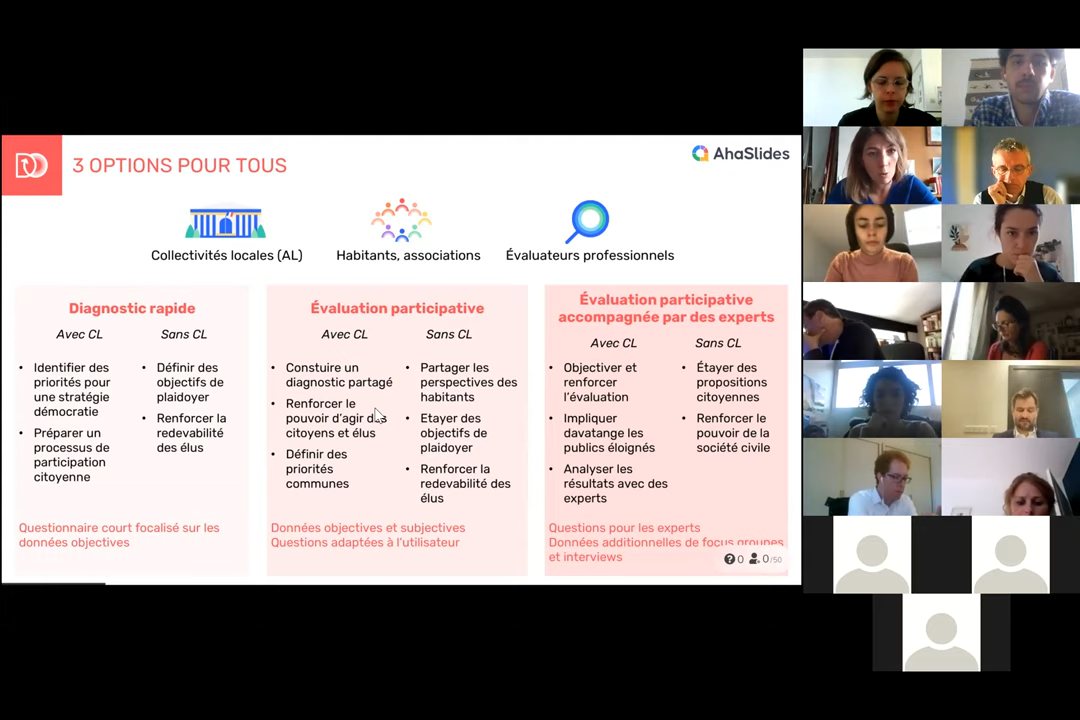 3 OPTIONS POUR TOUS
AhaSlides
Collectivités locales (AL)
Habitants, associations
Évaluateurs professionnels
Diagnostic rapide
Avec CL
Sans CL
• Identifier des
priorités pour
une stratégie
démocratie
• Préparer un
processus de
participation
citoyenne
• Définir des
objectifs de
plaidoyer
• Renforcer la
redevabilité
des élus
Questionnaire court focalisé sur les
données objectives
Évaluation participative
Avec CL
Sans CL
• Constuire un
diagnostic partagé
• Renforcer le
pouvoir d'agir des
citoyens et élus
• Définir des
priorités
communes
• Partager les
perspectives des
habitants
• Etayer des
objectifs de
plaidoyer
• Renforcer la
redevabilité des
élus
Données objectives et subjectives
Questions adaptées à l'utilisateur
Évaluation participative
accompagnée par des experts
Avec CL
Sans CL
• Objectiver et
renforcer
l'évaluation
• Impliquer
davatange les
publics éloignés
• Analyser les
résultats avec des
experts
• Étayer des
propositions
citoyennes
• Renforcer le
pouvoir de la
société civile
Questions pour les experts
Données additionnelles de focus groupes
et interviews
0
0/50